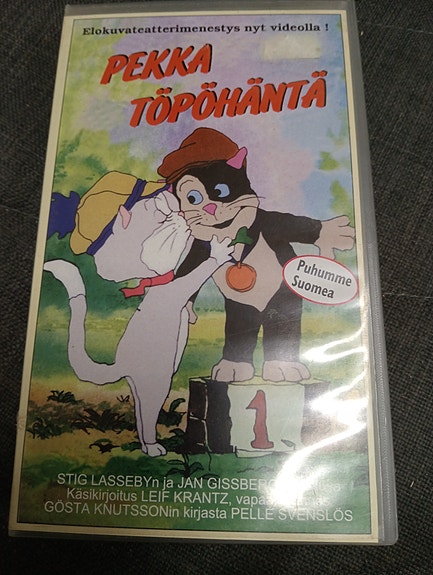 Elokuvateatterimenestys nyt videolla !
PEKKA
TÖPÖHÄNTÄ
Puhumme
Suomea
1
STIG LASSEBYn ja JAN GISSBERG
Käsikirjoitus LEIF KRANTZ,
GÖSTA KNUTSSONin kirjasta PELLE SVENSLÖS